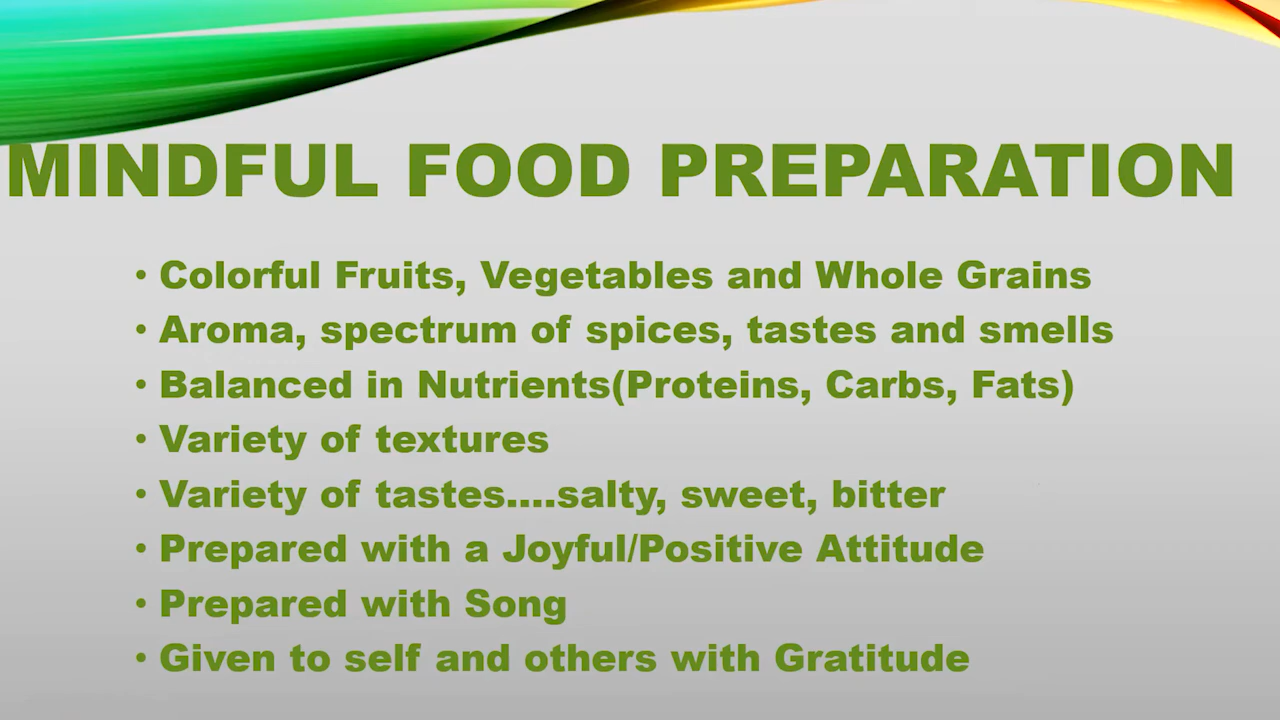 MINDFUL FOOD PREPARATION
• Colorful Fruits, Vegetables and Whole Grains
• Aroma, spectrum of spices, tastes and smells
• Balanced in Nutrients(Proteins, Carbs, Fats)
• Variety of textures
• Variety of tastes....salty, sweet, bitter
• Prepared with a Joyful/Positive Attitude
• Prepared with Song
• Given to self and others with Gratitude